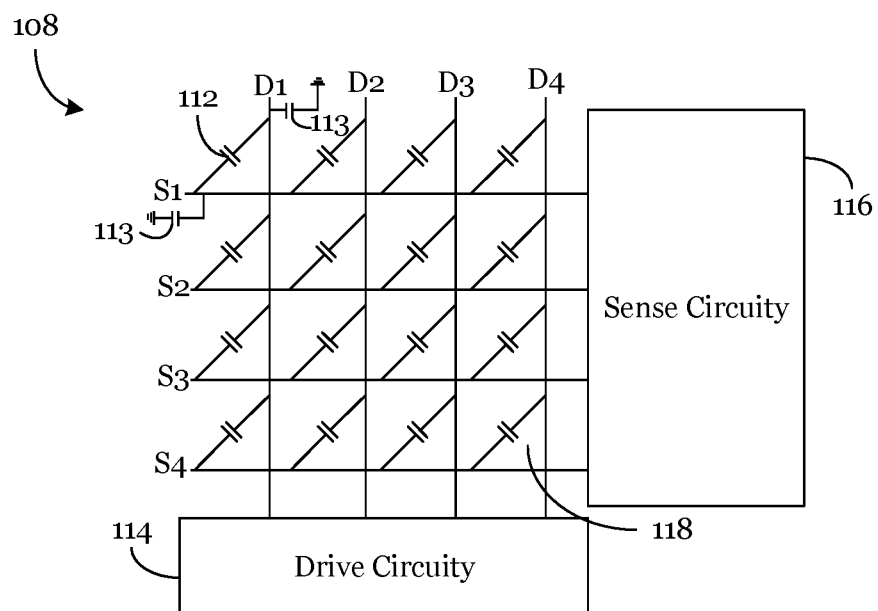 108
D1
D2
D3
D4
112
113
S1
116
113
S2
Sense Circuity
S3
S4
114
118
Drive Circuity